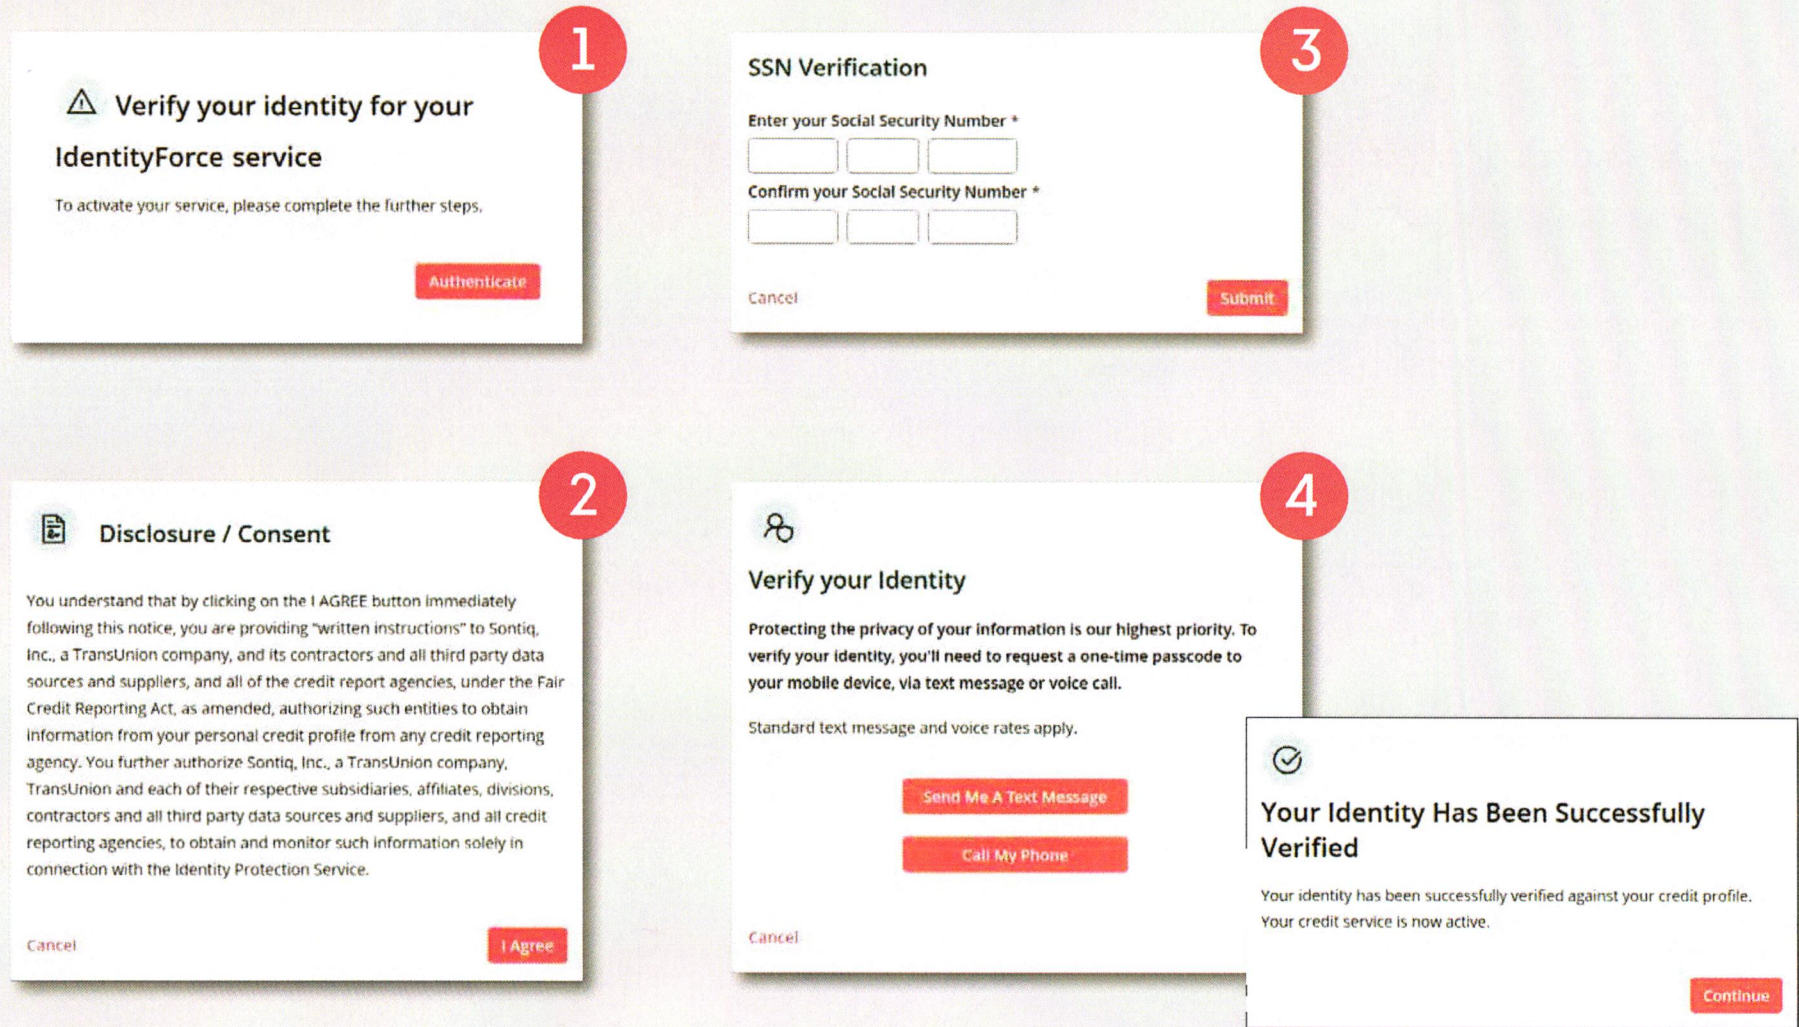 1
Verify your identity for your
IdentityForce service
To activate your service, please complete the further steps.
Authenticate
2
Disclosure / Consent
You understand that by clicking on the I AGREE button immediately
following this notice, you are providing “written instructions” to Sontiq,
Inc., a TransUnion company, and its contractors and all third party data
sources and suppliers, and all of the credit report agencies, under the Fair
Credit Reporting Act, as amended, authorizing such entities to obtain
information from your personal credit profile from any credit reporting
agency. You further authorize Sontiq, Inc., a TransUnion company,
TransUnion and each of their respective subsidiaries, affiliates, divisions,
contractors and all third party data sources and suppliers, and all credit
reporting agencies, to obtain and monitor such information solely in
connection with the Identity Protection Service.
Cancel
I Agree
3
SSN Verification
Enter your Social Security Number *
Confirm your Social Security Number *
Cancel
Submit
4
Verify your Identity
Protecting the privacy of your information is our highest priority. To
verify your identity, you'll need to request a one-time passcode to
your mobile device, via text message or voice call.
Standard text message and voice rates apply.
Send Me A Text Message
Call My Phone
Cancel
Your Identity Has Been Successfully
Verified
Your identity has been successfully verified against your credit profile.
Your credit service is now active.
Continue